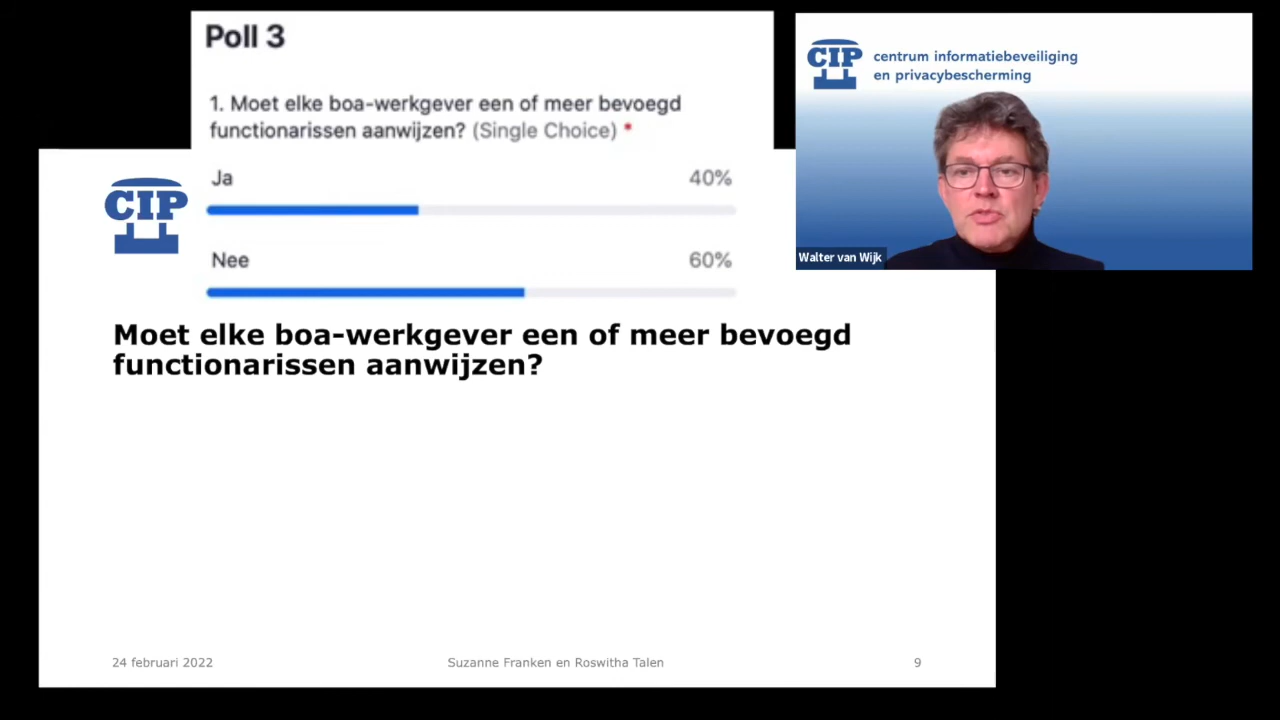 Poll 3
1. Moet elke boa-werkgever een of meer bevoegd
functionarissen aanwijzen? (Single Choice) *
Ja 40%
Nee 60%
CIP
Moet elke boa-werkgever een of meer bevoegd
functionarissen aanwijzen?
24 februari 2022 Suzanne Franken en Roswitha Talen 9
CIP
centrum informatiebeveiliging
en privacybescherming
Walter van Wijk